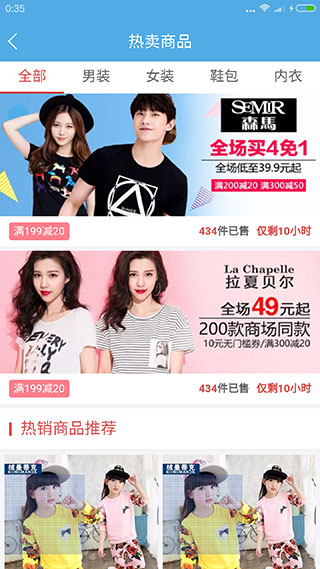 0:35
热卖商品
全部 男装 女装 鞋包 内衣
SEMIR
森馬
全场买4免1
全场低至39.9元起
满200减20 满300减50
满199减20 434件已售 仅剩10小时
La Chapelle
拉夏贝尔
全场49元起
200款商场同款
10元无门槛券/满300减20
满199减20 434件已售 仅剩10小时
热销商品推荐